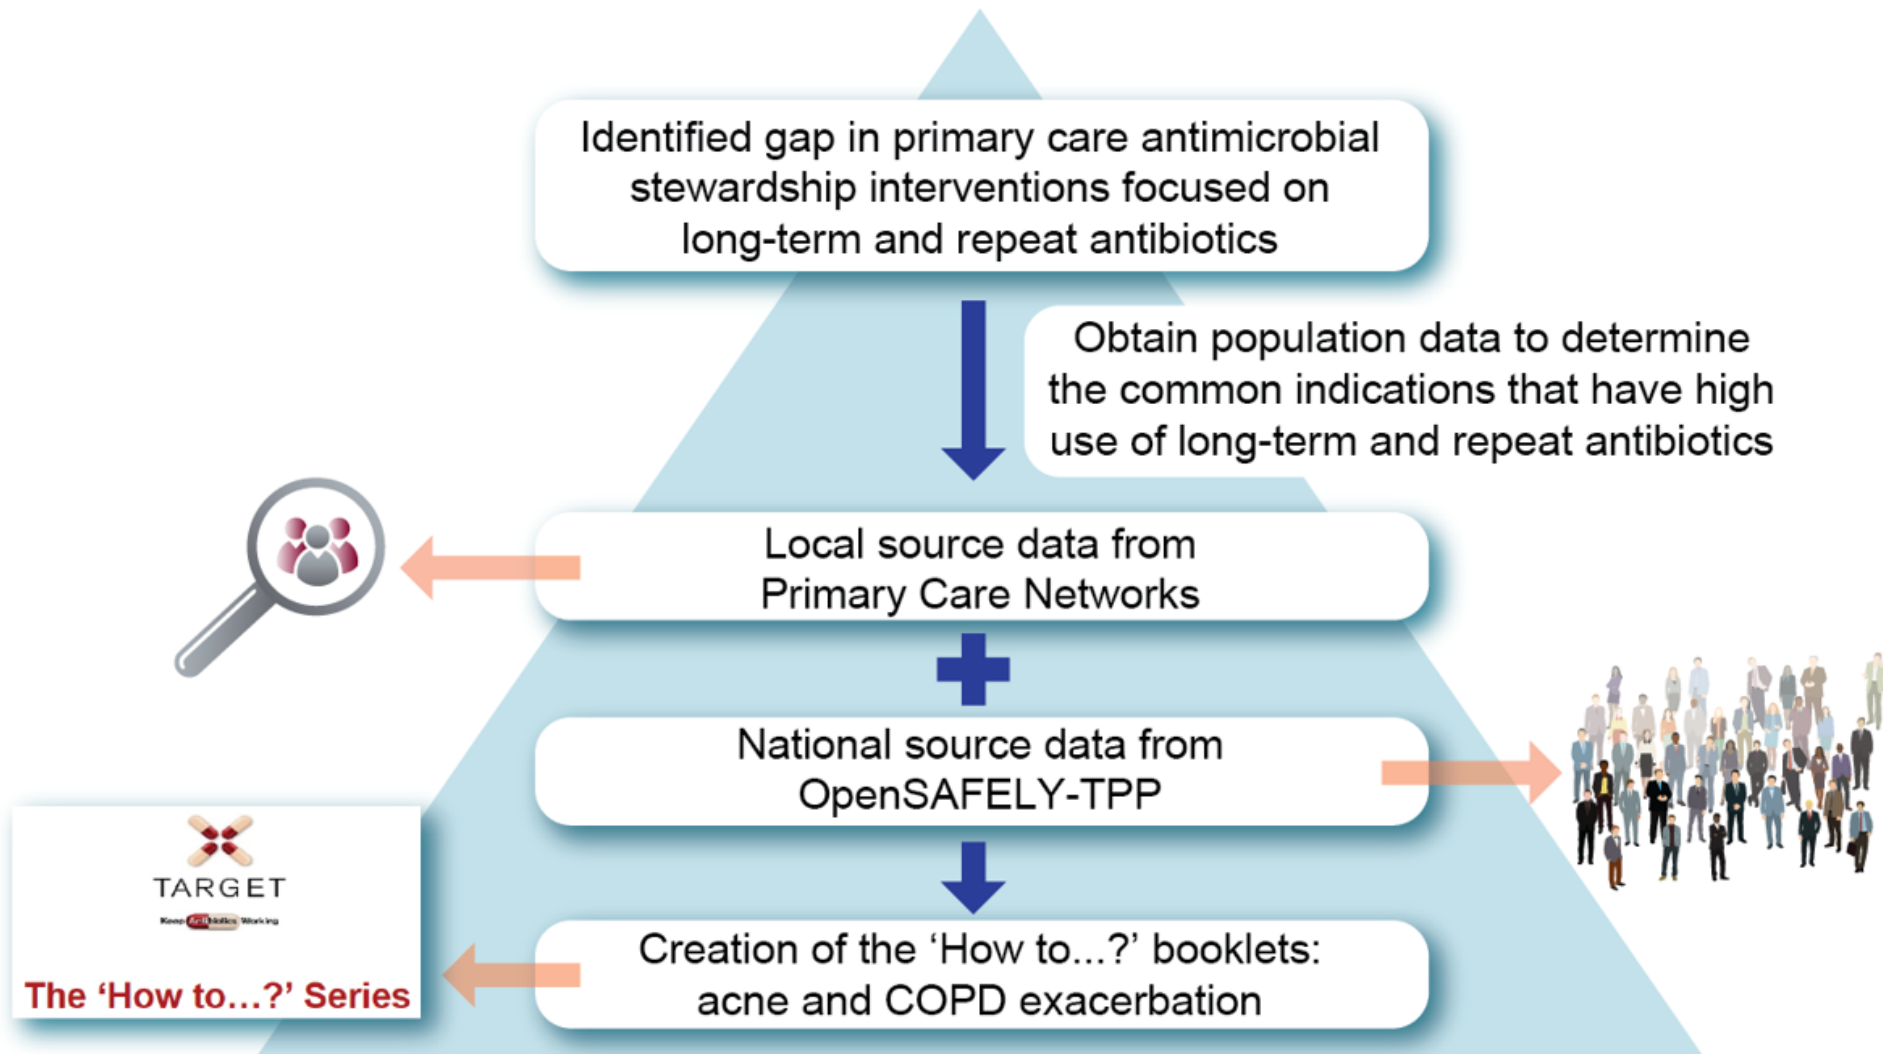 Identified gap in primary care antimicrobial
stewardship interventions focused on
long-term and repeat antibiotics
Obtain population data to determine
the common indications that have high
use of long-term and repeat antibiotics
Local source data from
Primary Care Networks
National source data from
OpenSAFELY-TPP
TARGET
Keep Antibiotics Working
The ‘How to...?’ Series
Creation of the ‘How to...?’ booklets:
acne and COPD exacerbation